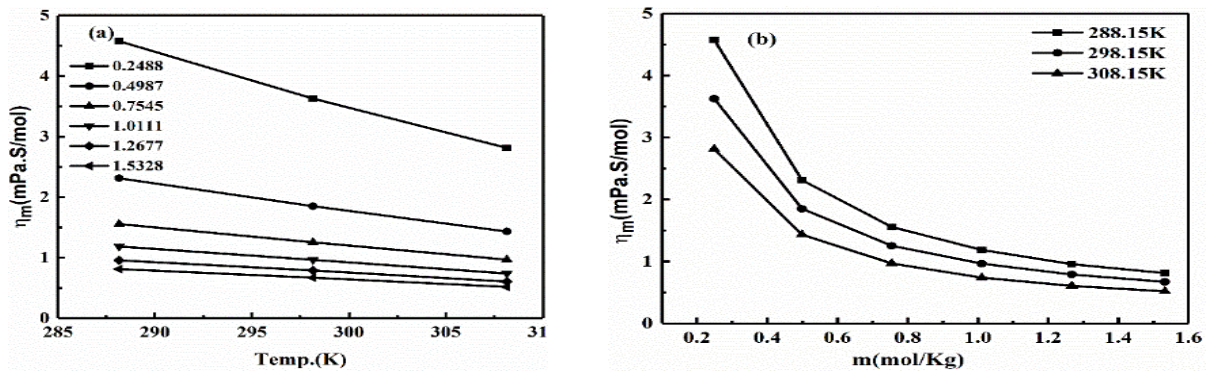 (a)
5
4
3
2
1
0
0.2488
0.4987
0.7545
1.0111
1.2677
1.5328
ηm(mPa.S/mol)
285 290 295 300 305 31
Temp.(K)
(b)
5
4
3
2
1
0
288.15K
298.15K
308.15K
ηm(mPa.S/mol)
0.2 0.4 0.6 0.8 1.0 1.2 1.4 1.6
m(mol/Kg)